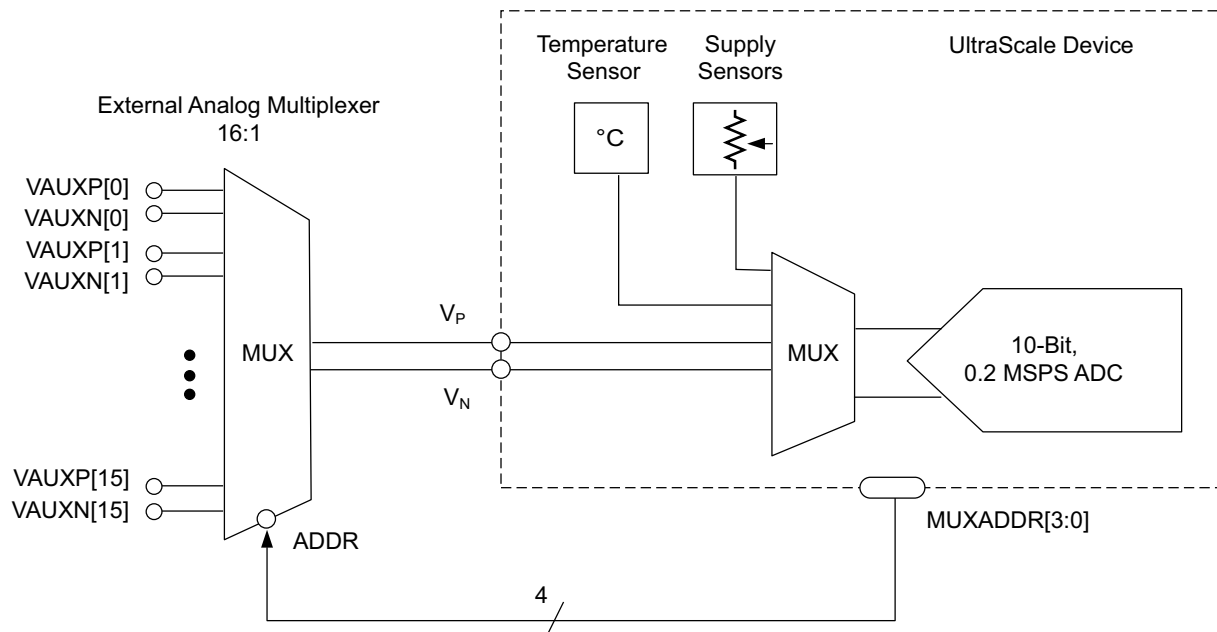 Temperature
Sensor
Supply
Sensors
UltraScale Device
External Analog Multiplexer
16:1
°C
VAUXP[0]
VAUXN[0]
VAUXP[1]
VAUXN[1]
VP
MUX
MUX
10-Bit,
0.2 MSPS ADC
VN
VAUXP[15]
VAUXN[15]
ADDR
MUXADDR[3:0]
4